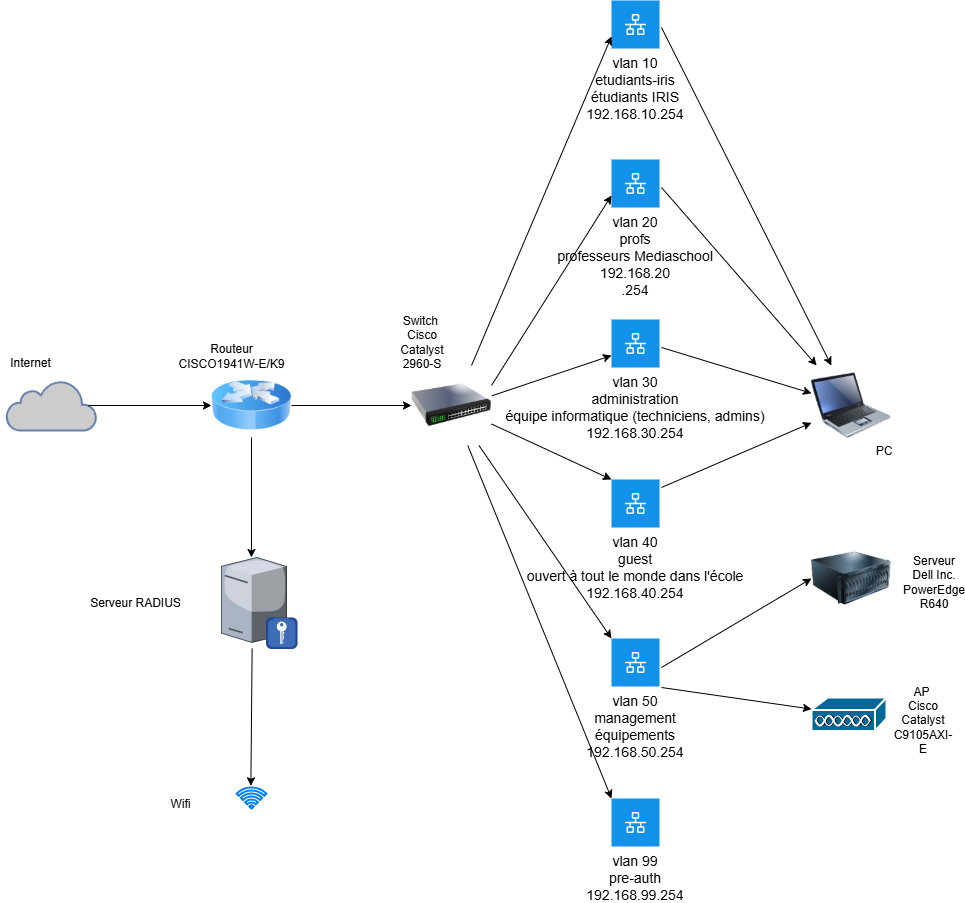 vlan 10
etudiants-iris
étudiants IRIS
192.168.10.254
vlan 20
profs
professeurs Mediaschool
192.168.20
.254
Internet
Routeur
CISCO1941W-E/K9
Switch
Cisco
Catalyst
2960-S
vlan 30
administration
équipe informatique (techniciens, admins)
192.168.30.254
PC
vlan 40
guest
ouvert à tout le monde dans l'école
192.168.40.254
Serveur RADIUS
Serveur
Dell Inc.
PowerEdge
R640
vlan 50
management
équipements
192.168.50.254
AP
Cisco
Catalyst
C9105AXI-
E
Wifi
vlan 99
pre-auth
192.168.99.254